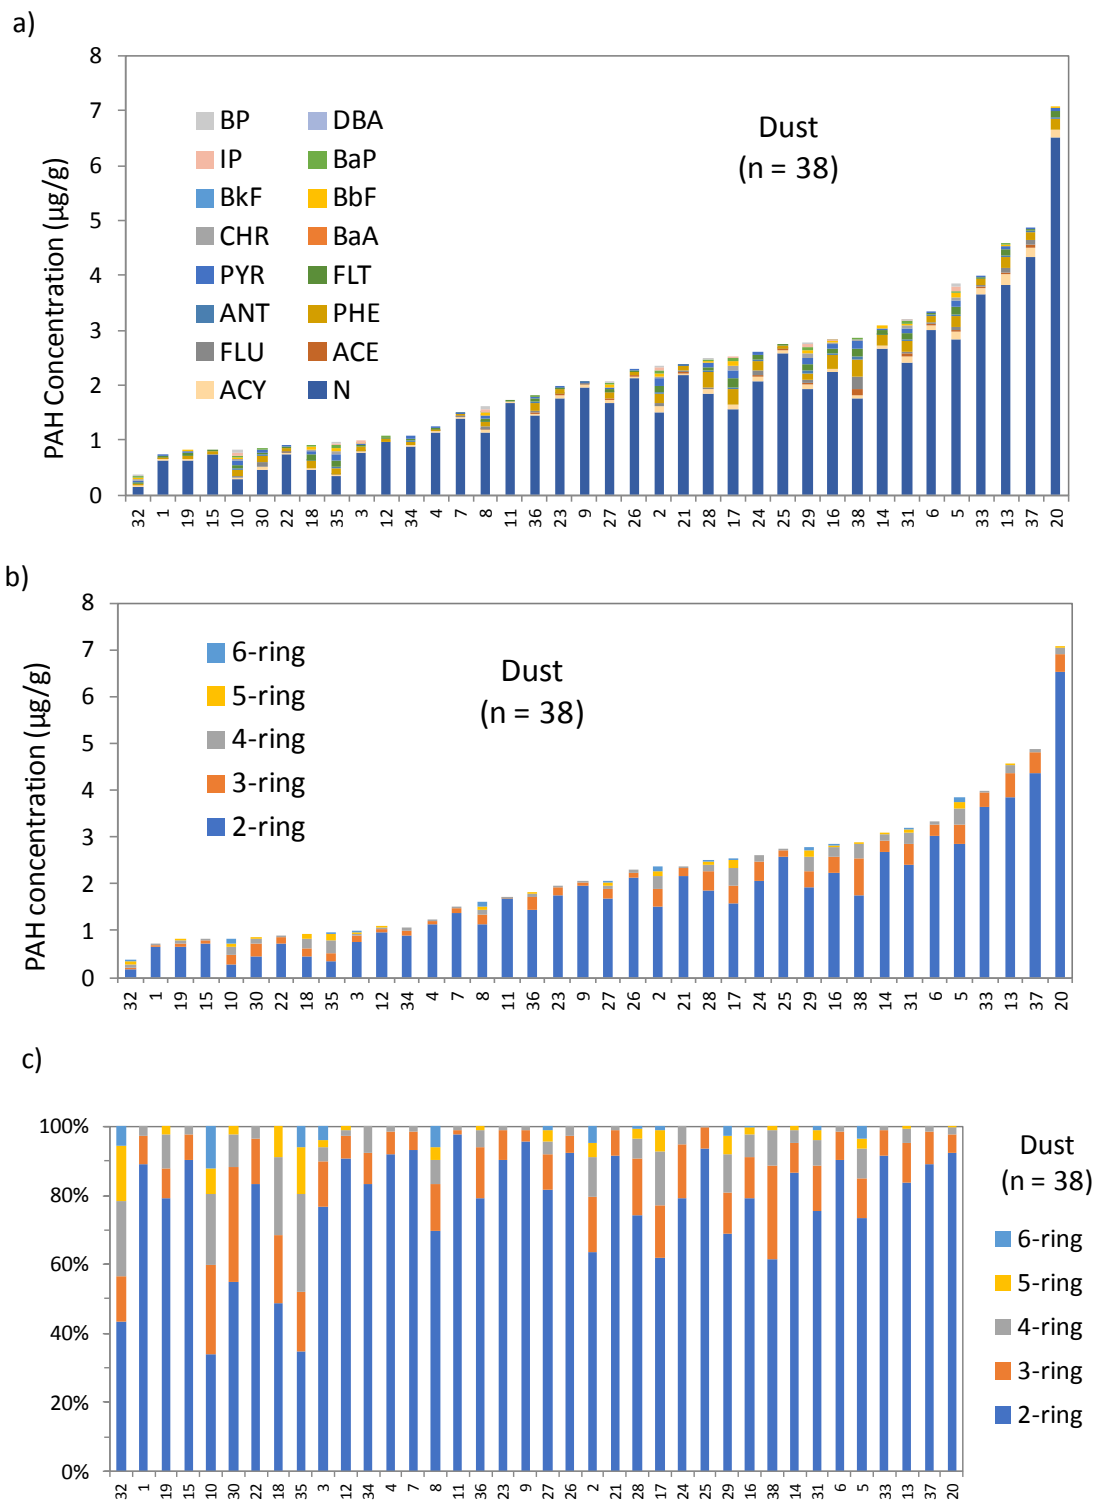 a)
8
7
6
5
4
3
2
1
0
PAH Concentration (µg/g)
BP DBA
IP BaP
BkF BbF
CHR BaA
PYR FLT
ANT PHE
FLU ACE
ACY N
Dust
(n = 38)
32 1 19 15 10 30 22 18 35 3 12 34 4 7 8 11 36 23 9 27 26 2 21 28 17 24 25 29 16 38 14 31 6 5 33 13 37 20
b)
8
7
6
5
4
3
2
1
0
PAH concentration (µg/g)
6-ring
5-ring
4-ring
3-ring
2-ring
Dust
(n = 38)
32 1 19 15 10 30 22 18 35 3 12 34 4 7 8 11 36 23 9 27 26 2 21 28 17 24 25 29 16 38 14 31 6 5 33 13 37 20
c)
100%
80%
60%
40%
20%
0%
Dust
(n = 38)
6-ring
5-ring
4-ring
3-ring
2-ring
32 1 19 15 10 30 22 18 35 3 12 34 4 7 8 11 36 23 9 27 26 2 21 28 17 24 25 29 16 38 14 31 6 5 33 13 37 20